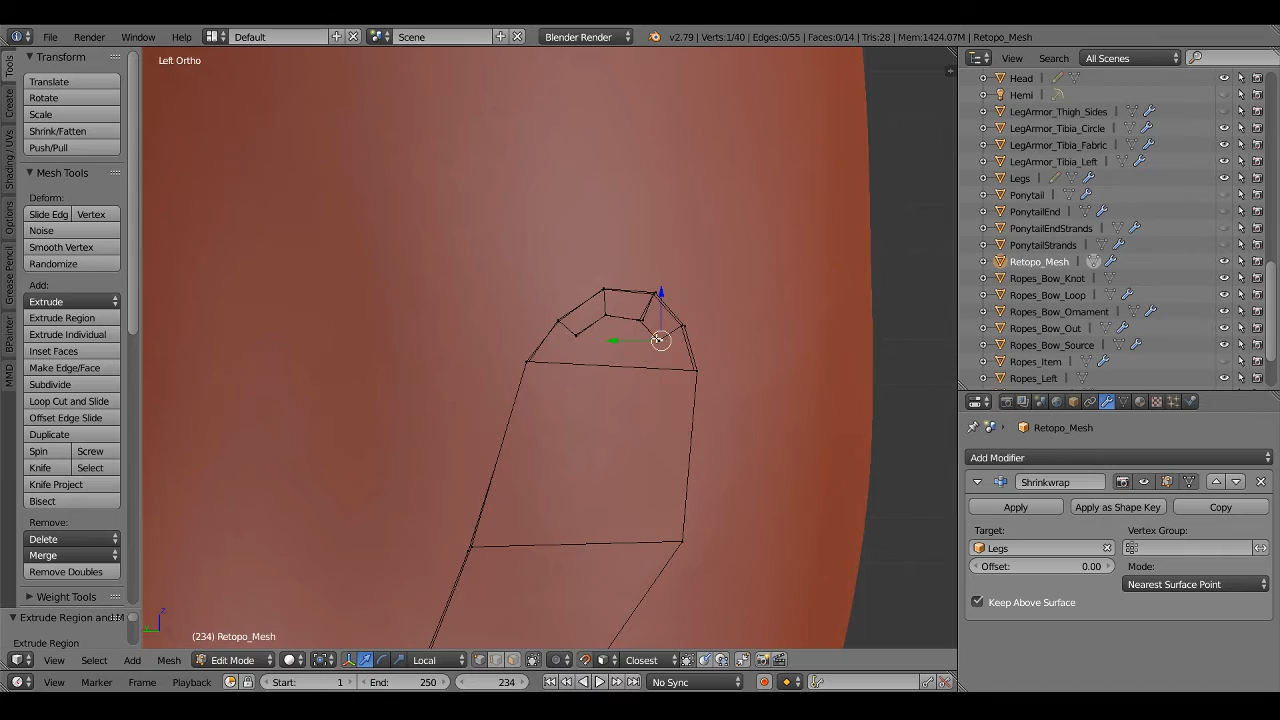 File Render Window Help Default Scene Blender Render v2.79 | Verts:1/40 | Edges:0/55 | Faces:0/14 | Tris:28 | Mem:1424.07M | Retopo_Mesh
Tools
Create
Shading / UVs
Options
Grease Pencil
BPainter
MMD
Transform
Translate
Rotate
Scale
Shrink/Fatten
Push/Pull
Mesh Tools
Deform:
Slide Edg Vertex
Noise
Smooth Vertex
Randomize
Extrude
Extrude Region
Extrude Individual
Inset Faces
Make Edge/Face
Subdivide
Loop Cut and Slide
Offset Edge Slide
Duplicate
Spin Screw
Knife Select
Knife Project
Bisect
Remove:
Delete
Merge
Remove Doubles
Weight Tools
Extrude Region and M
Extrude Region
Left Ortho
z
y
(234) Retopo_Mesh
View Select Add Mesh Edit Mode Local Closest
View Marker Frame Playback Start: 1 End: 250 234 No Sync
View Search All Scenes
Head
Hemi
LegArmor_Thigh_Sides
LegArmor_Tibia_Circle
LegArmor_Tibia_Fabric
LegArmor_Tibia_Left
Legs
Ponytail
PonytailEnd
PonytailEndStrands
PonytailStrands
Retopo_Mesh
Ropes_Bow_Knot
Ropes_Bow_Loop
Ropes_Bow_Ornament
Ropes_Bow_Out
Ropes_Bow_Source
Ropes_Item
Ropes_Left
Retopo_Mesh
Add Modifier
Shrinkwrap
Apply Apply as Shape Key Copy
Target: Vertex Group:
Legs
Offset: 0.00 Mode:
Nearest Surface Point
Keep Above Surface